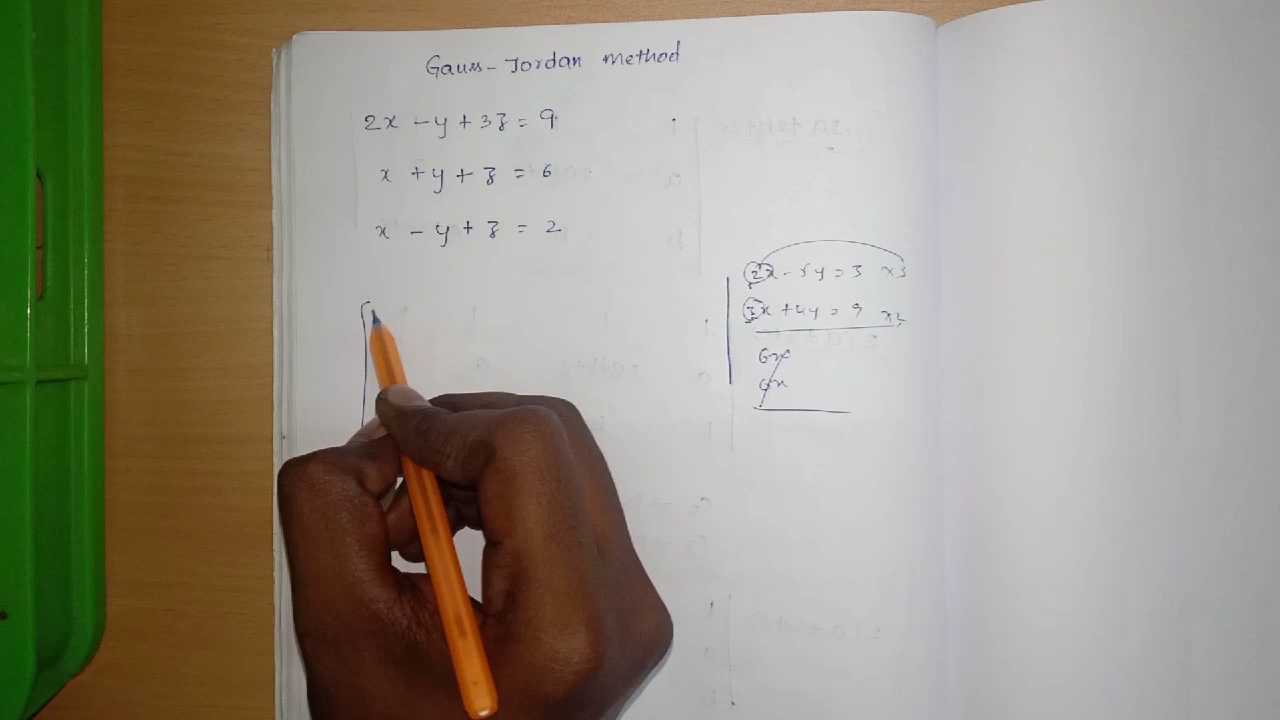 Gauss-Jordan method
2x - y + 3z = 9
x + y + z = 6
x - y + z = 2
2x - 5y = 3 x3
3x + 4y = 9 x2
6x
6x